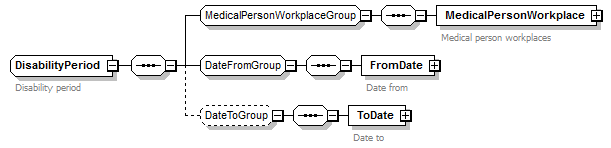 MedicalPersonWorkplaceGroup
MedicalPersonWorkplace
Medical person workplaces
DisabilityPeriod
Disability period
DateFromGroup
FromDate
Date from
DateToGroup
ToDate
Date to